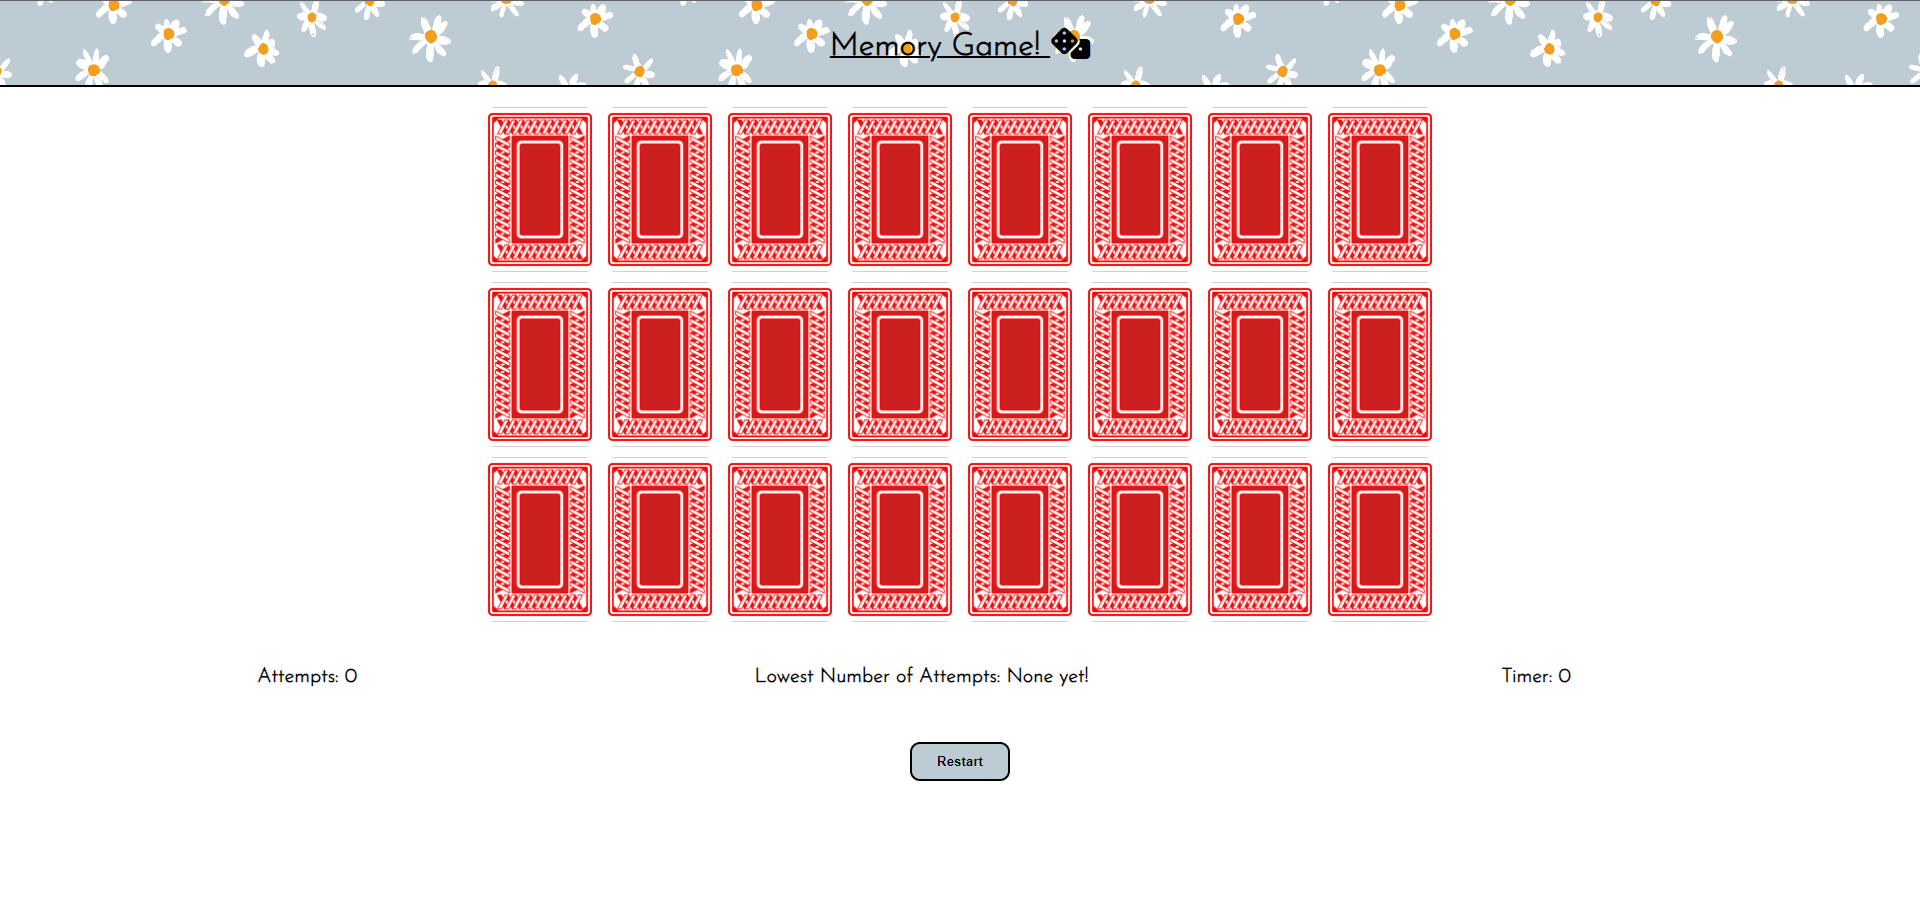 Memory Game!
Attempts: 0
Lowest Number of Attempts: None yet!
Timer: 0
Restart